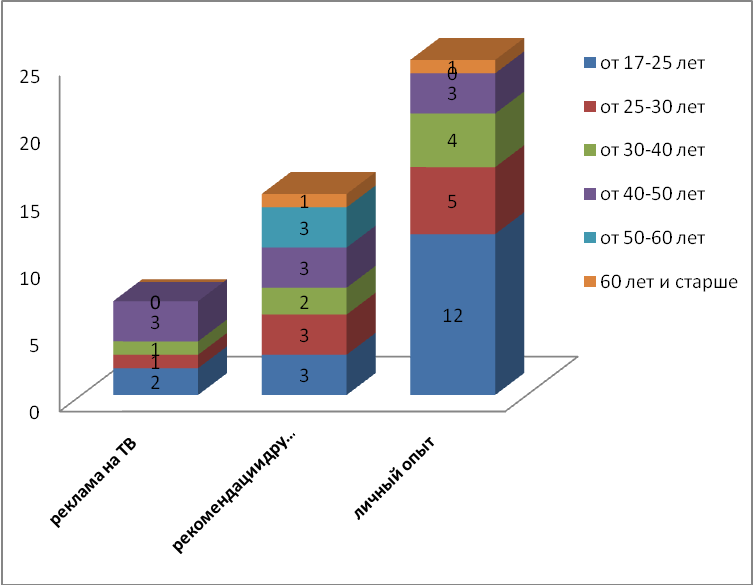 25
20
15
10
5
0
0
3
1
1
2
1
3
3
2
3
3
1
0
3
4
5
12
реклама на ТВ
рекомендациидру...
личный опыт
от 17-25 лет
от 25-30 лет
от 30-40 лет
от 40-50 лет
от 50-60 лет
60 лет и старше